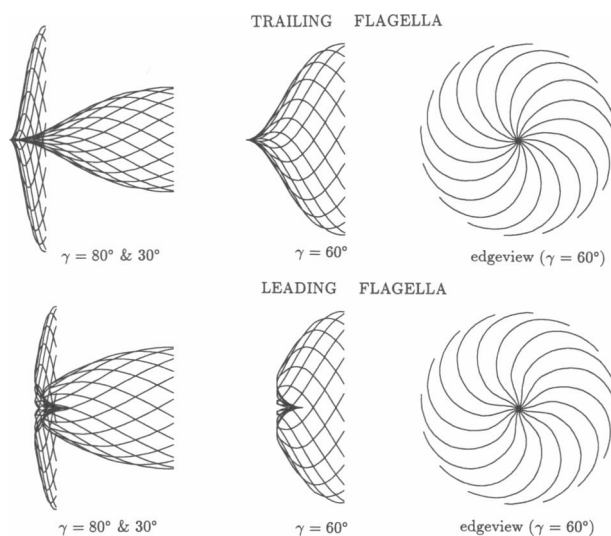 TRAILING FLAGELLA
γ = 80° & 30°
γ = 60°
edgeview (γ = 60°)
LEADING FLAGELLA
γ = 80° & 30°
γ = 60°
edgeview (γ = 60°)